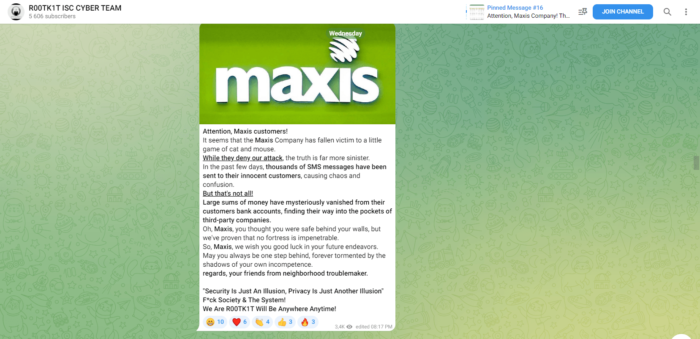 R00TK1T ISC CYBER TEAM
5 606 subscribers
Pinned Message #16
Attention, Maxis Company! Th...
JOIN CHANNEL
Wednesday
maxis
Attention, Maxis customers!
It seems that the Maxis Company has fallen victim to a little
game of cat and mouse.
While they deny our attack, the truth is far more sinister.
In the past few days, thousands of SMS messages have been
sent to their innocent customers, causing chaos and
confusion.
But that's not all!
Large sums of money have mysteriously vanished from their
customers bank accounts, finding their way into the pockets of
third-party companies.
Oh, Maxis, you thought you were safe behind your walls, but
we've proven that no fortress is impenetrable.
So, Maxis, we wish you good luck in your future endeavors.
May you always be one step behind, forever tormented by the
shadows of your own incompetence.
regards, your friends from neighborhood troublemaker.
"Security Is Just An Illusion, Privacy Is Just Another Illusion"
F*ck Society & The System!
We Are R00TK1T Will Be Anywhere Anytime!
10 6 4 3 3
3.4K edited 08:17 PM